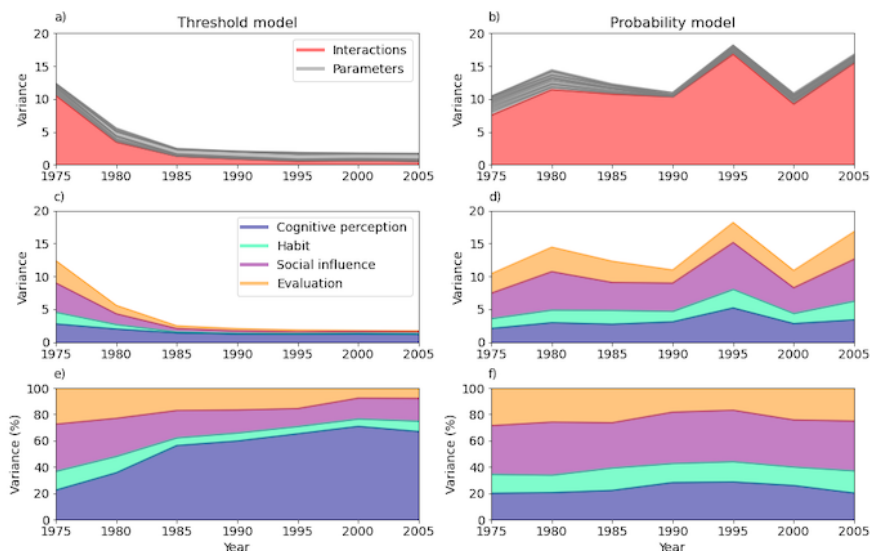 a) Threshold model
b) Probability model
Variance
20
15
10
5
0
Interactions
Parameters
1975 1980 1985 1990 1995 2000 2005
Variance
20
15
10
5
0
1975 1980 1985 1990 1995 2000 2005
c)
Variance
20
15
10
5
0
Cognitive perception
Habit
Social influence
Evaluation
1975 1980 1985 1990 1995 2000 2005
d)
Variance
20
15
10
5
0
1975 1980 1985 1990 1995 2000 2005
e)
Variance (%)
100
80
60
40
20
0
1975 1980 1985 1990 1995 2000 2005
Year
f)
Variance (%)
100
80
60
40
20
0
1975 1980 1985 1990 1995 2000 2005
Year